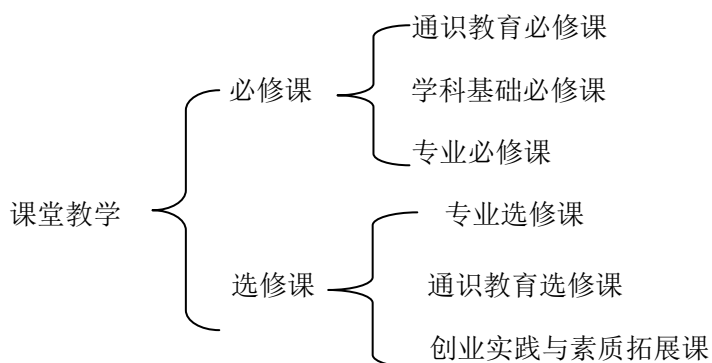 通识教育必修课
必修课
学科基础必修课
专业必修课
课堂教学
专业选修课
选修课
通识教育选修课
创业实践与素质拓展课